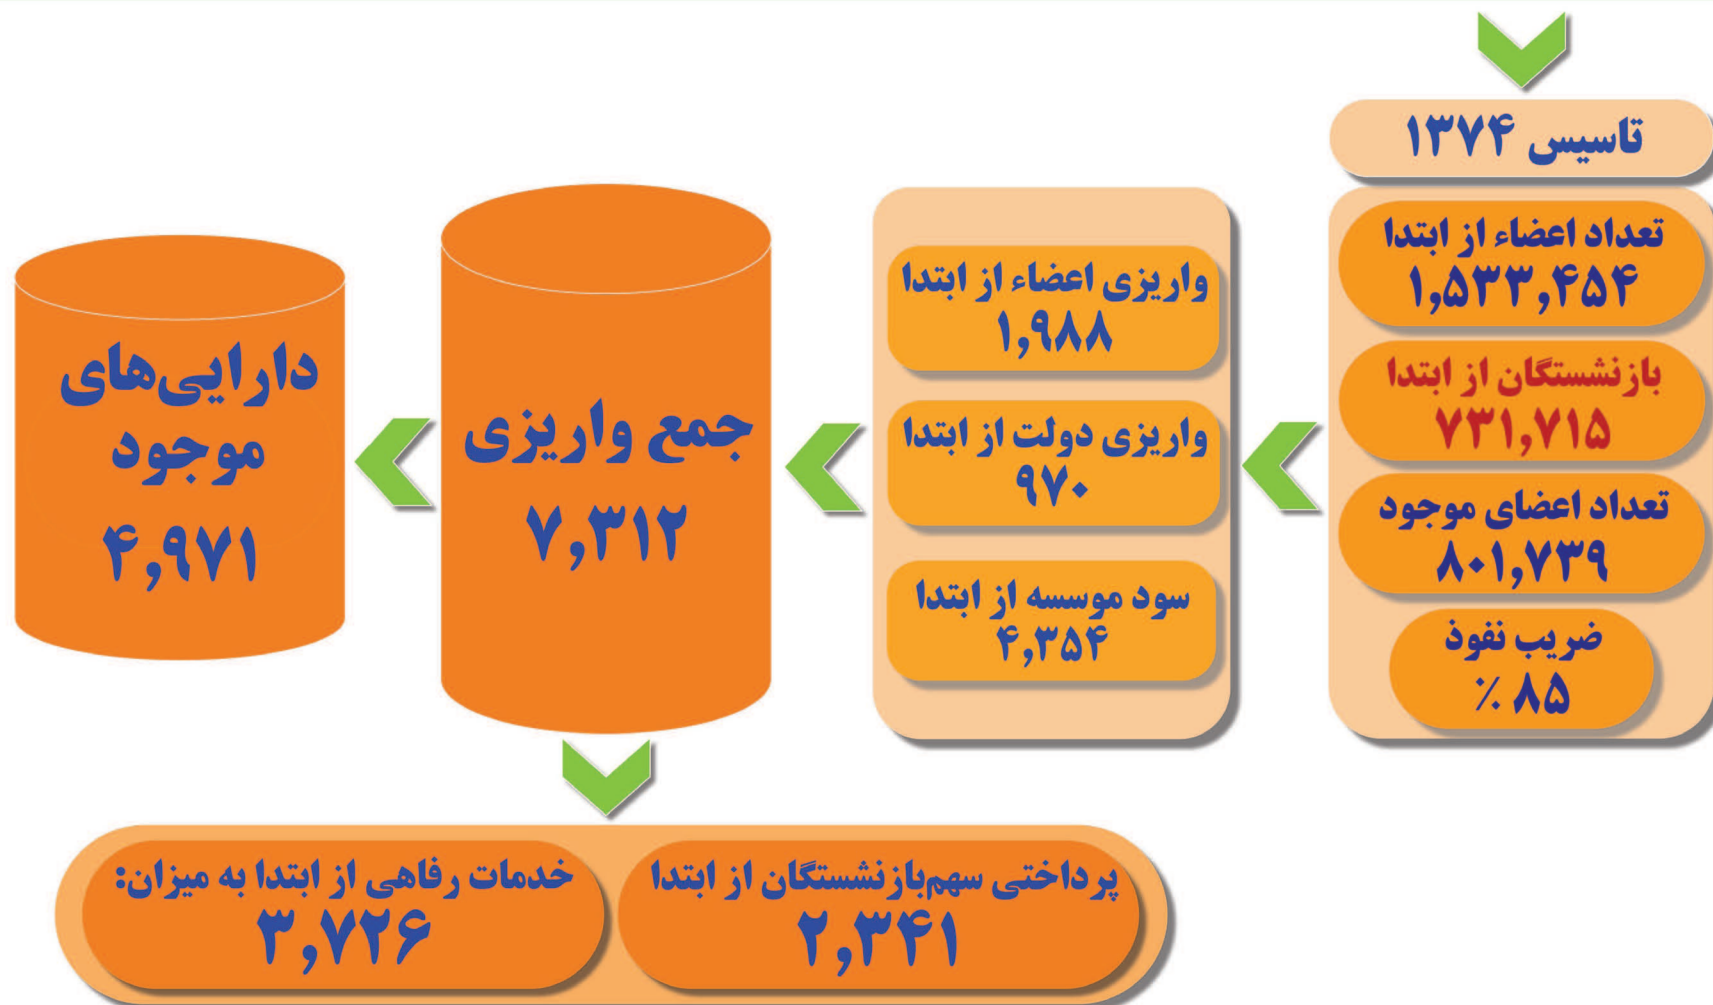 تاسیس ۱۳۷۴
تعداد اعضاء از ابتدا
۱,۵۳۳,۴۵۴
بازنشستگان از ابتدا
۷۳۱,۷۱۵
تعداد اعضای موجود
۸۰۱,۷۳۹
ضریب نفوذ
۸۵ ٪
واریزی اعضاء از ابتدا
۱,۹۸۸
واریزی دولت از ابتدا
۹۷۰
سود موسسه از ابتدا
۴,۳۵۴
جمع واریزی
۷,۳۱۲
دارایی‌های
موجود
۴,۹۷۱
پرداختی سهم‌بازنشستگان از ابتدا
۲,۳۴۱
خدمات رفاهی از ابتدا به میزان:
۳,۷۲۶